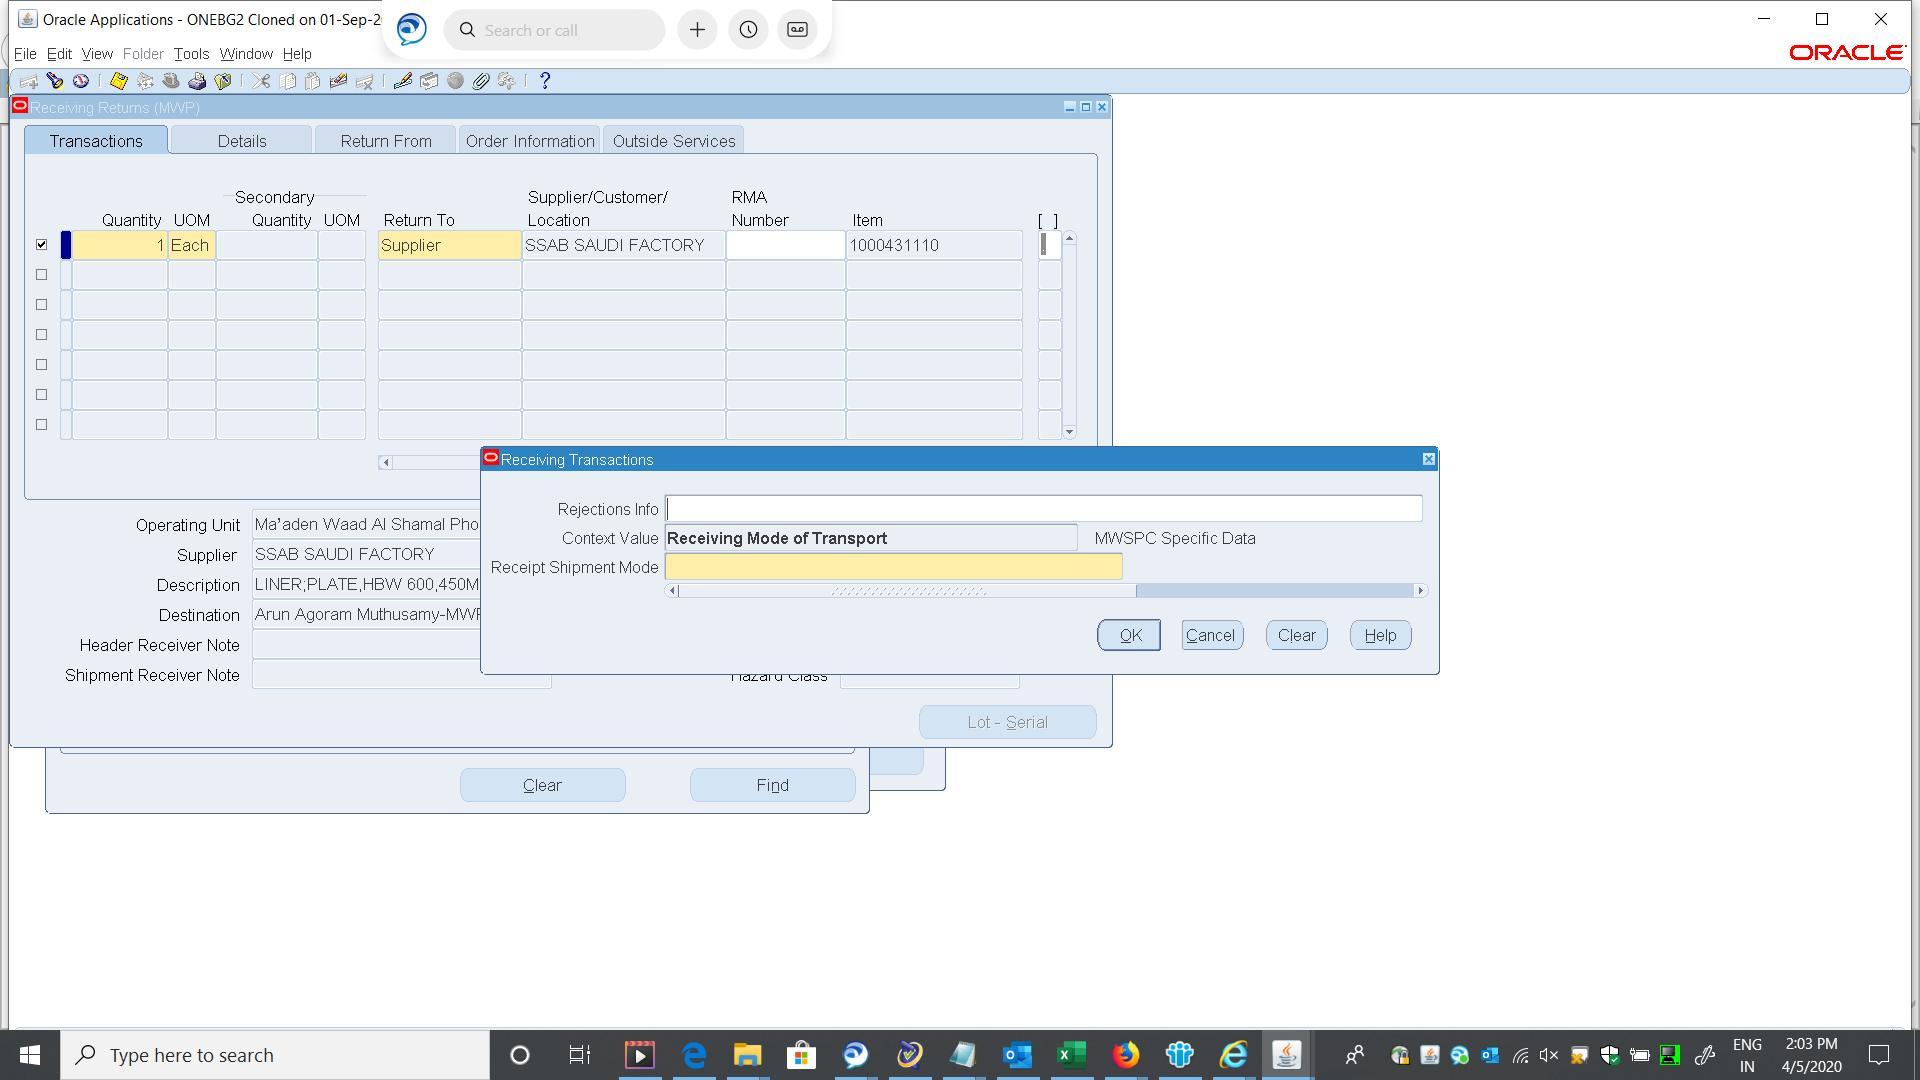 Oracle Applications - ONEBG2 Cloned on 01-Sep-2
Search or call
File Edit View Folder Tools Window Help
ORACLE
Receiving Returns (MWP)
Transactions Details Return From Order Information Outside Services
Secondary Supplier/Customer/ RMA
Quantity UOM Quantity UOM Return To Location Number Item [ ]
1 Each Supplier SSAB SAUDI FACTORY 1000431110
Receiving Transactions
Rejections Info
Context Value Receiving Mode of Transport MWSPC Specific Data
Receipt Shipment Mode
OK Cancel Clear Help
Operating Unit Ma'aden Waad Al Shamal Pho
Supplier SSAB SAUDI FACTORY
Description LINER;PLATE,HBW 600,450M
Destination Arun Agoram Muthusamy-MWP
Header Receiver Note
Shipment Receiver Note Hazard Class
Lot - Serial
Clear Find
Type here to search
ENG
IN
2:03 PM
4/5/2020